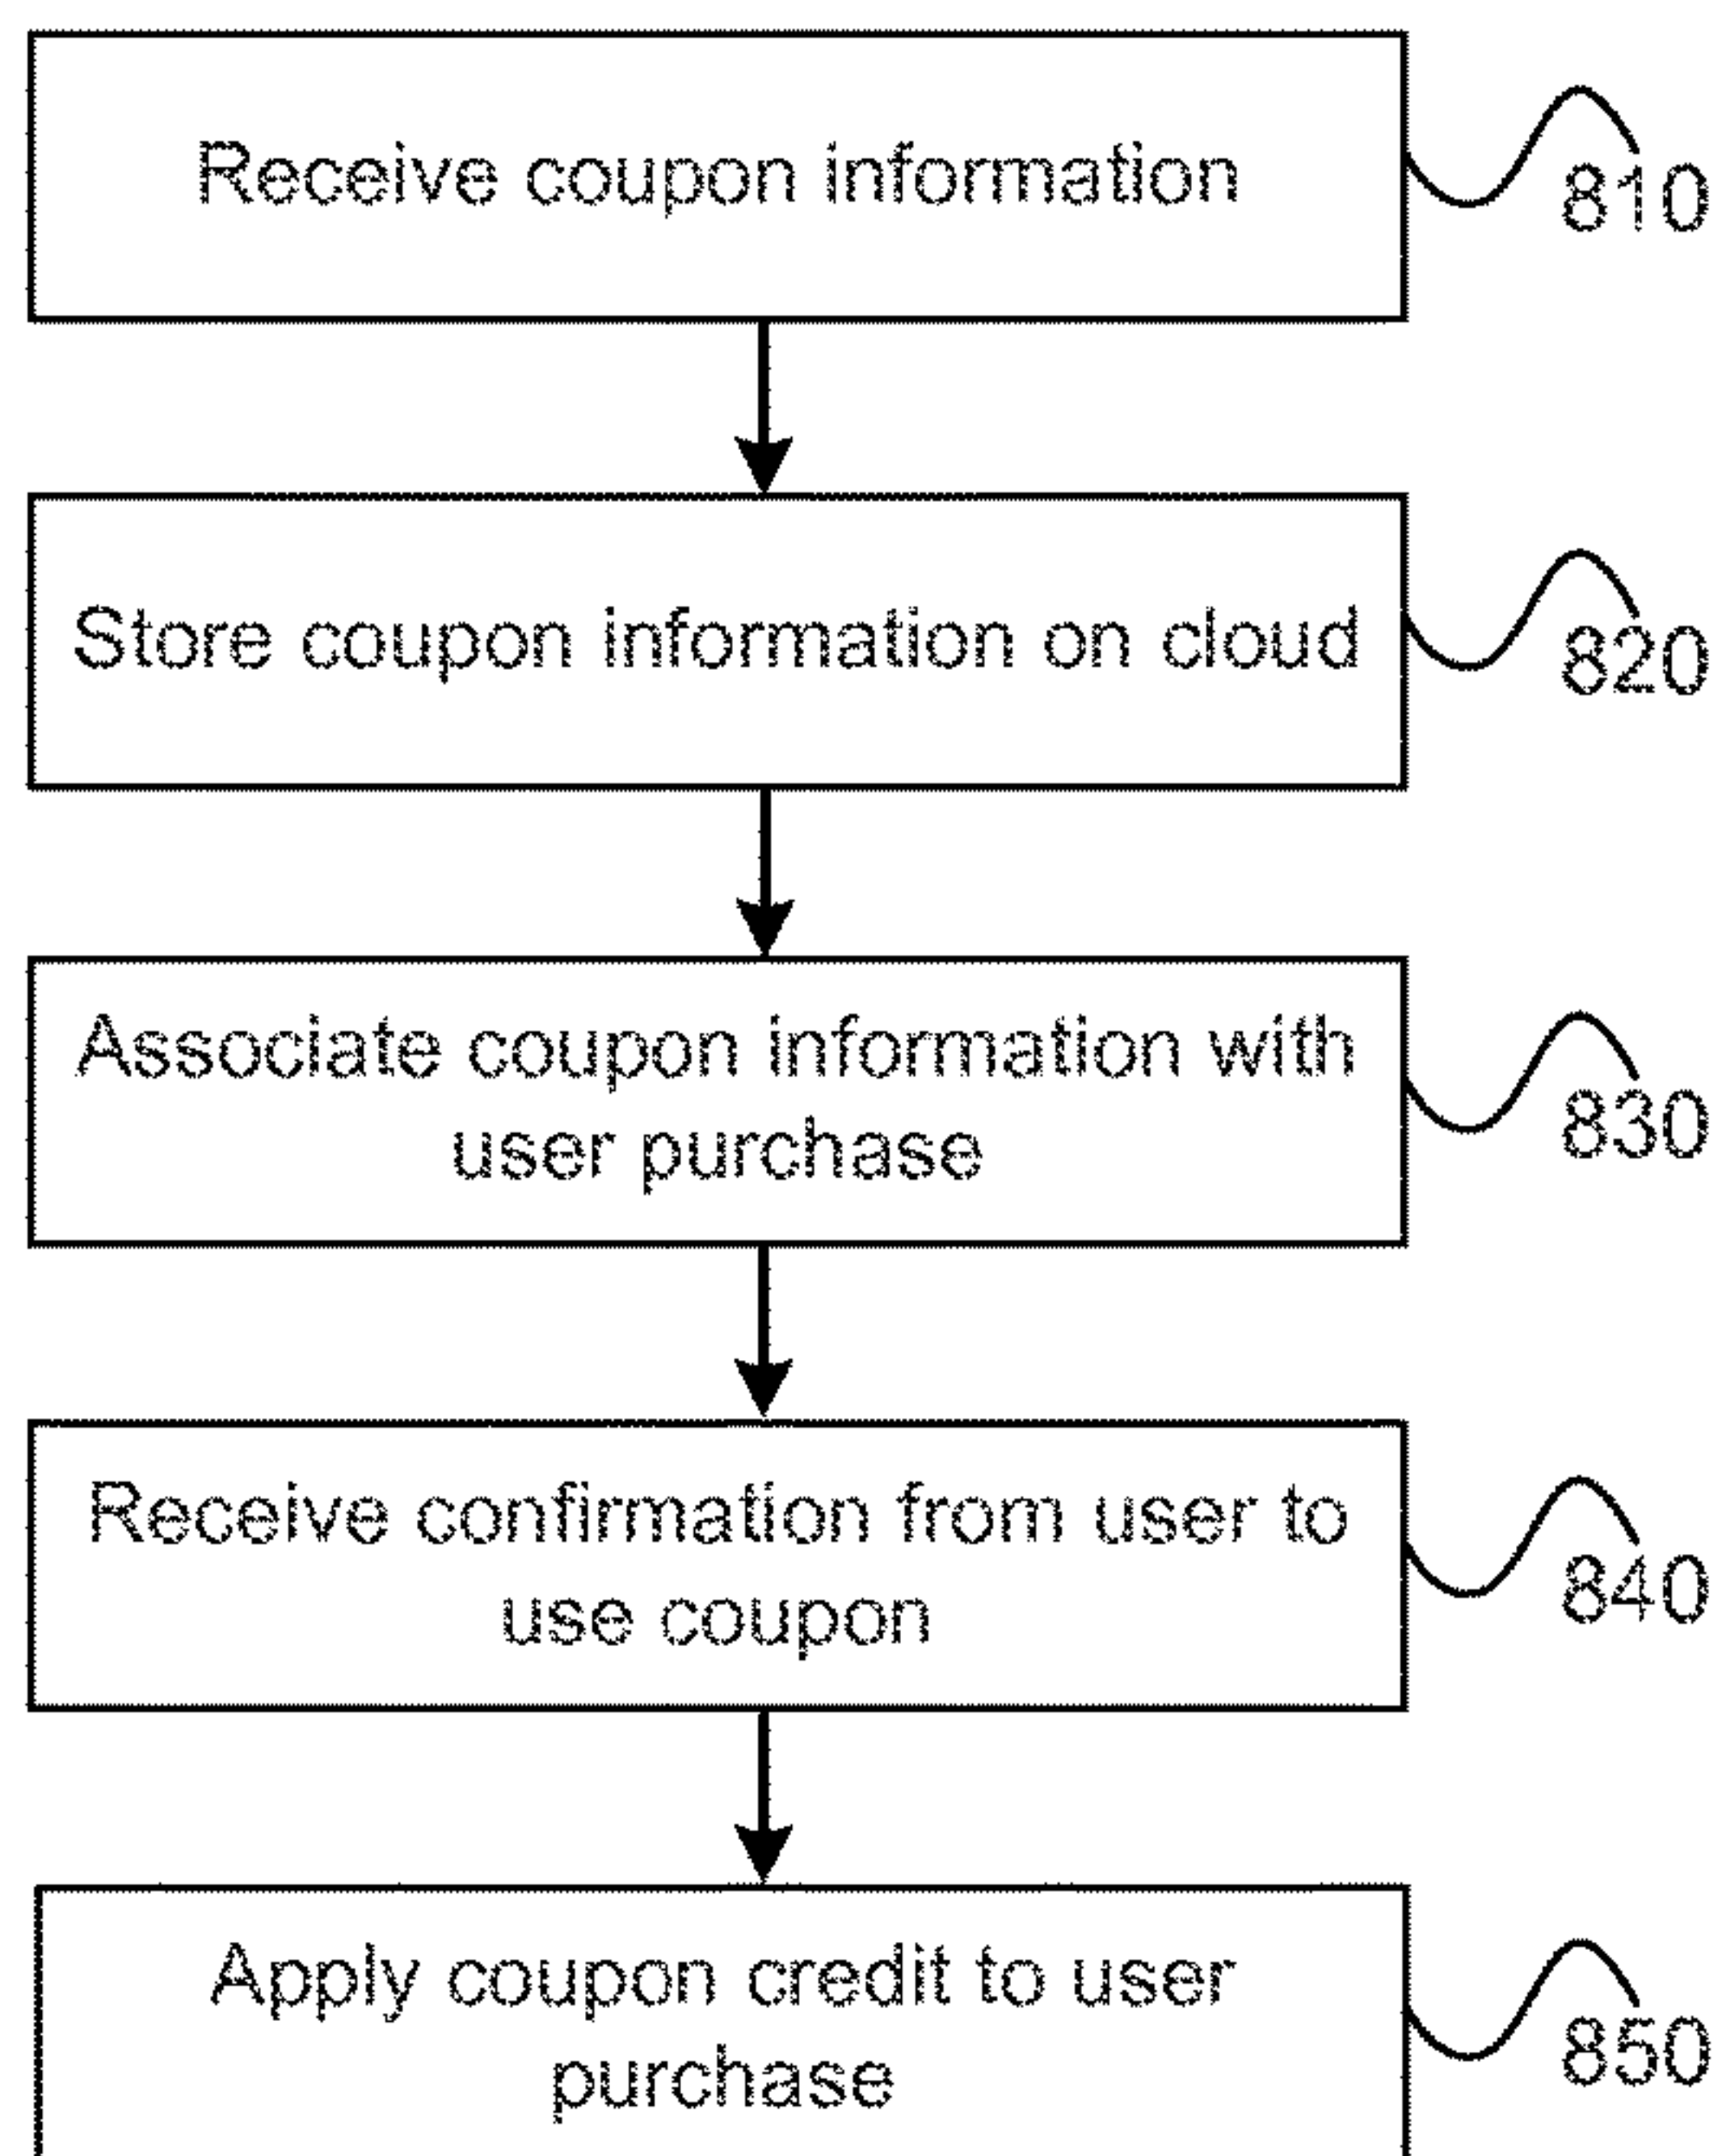 Receive coupon information
810
Store coupon information on cloud
820
Associate coupon information with
user purchase
830
Receive confirmation from user to
use coupon
840
Apply coupon credit to user
purchase
850